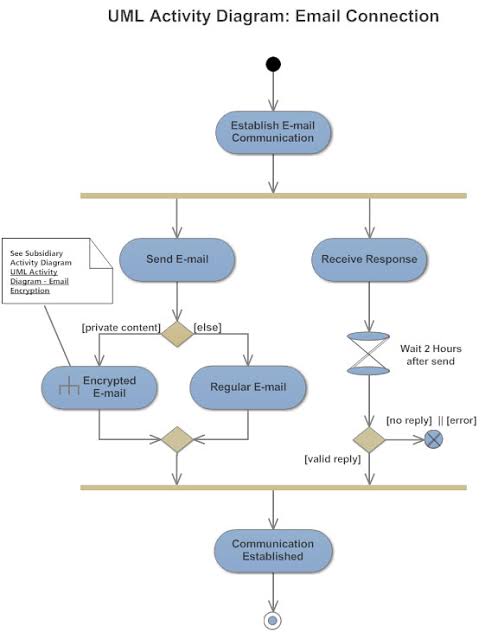 UML Activity Diagram: Email Connection
Establish E-mail
Communication
See Subsidiary
Activity Diagram
UML Activity
Diagram - Email
Encryption
Send E-mail
Receive Response
[private content]
[else]
Wait 2 Hours
after send
Encrypted
E-mail
Regular E-mail
[no reply] || [error]
[valid reply]
Communication
Established